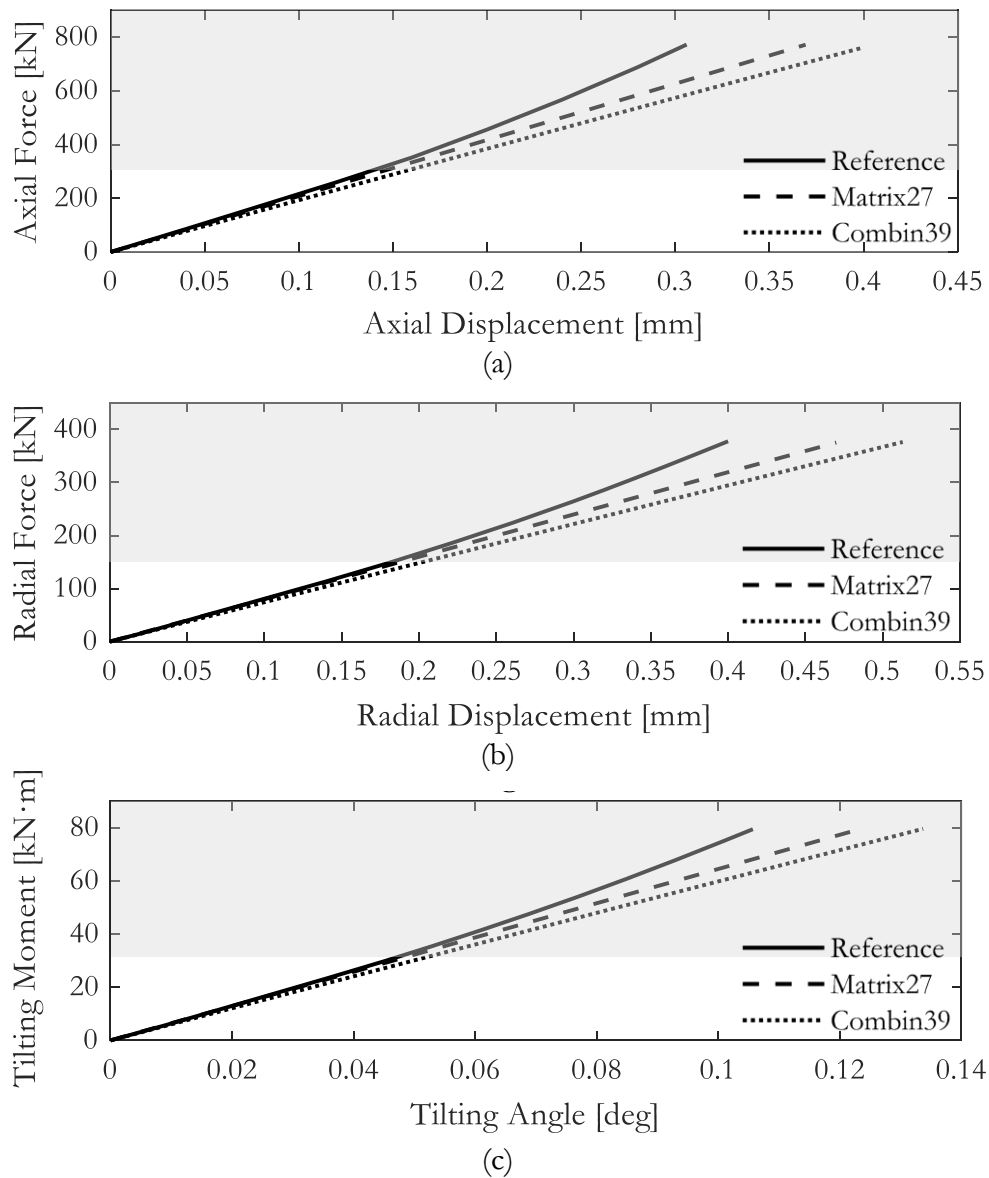 Axial Force [kN]
800
600
400
200
0
Reference
Matrix27
Combin39
0 0.05 0.1 0.15 0.2 0.25 0.3 0.35 0.4 0.45
Axial Displacement [mm]
(a)
Radial Force [kN]
400
300
200
100
0
Reference
Matrix27
Combin39
0 0.05 0.1 0.15 0.2 0.25 0.3 0.35 0.4 0.45 0.5 0.55
Radial Displacement [mm]
(b)
Tilting Moment [kN·m]
80
60
40
20
0
Reference
Matrix27
Combin39
0 0.02 0.04 0.06 0.08 0.1 0.12 0.14
Tilting Angle [deg]
(c)